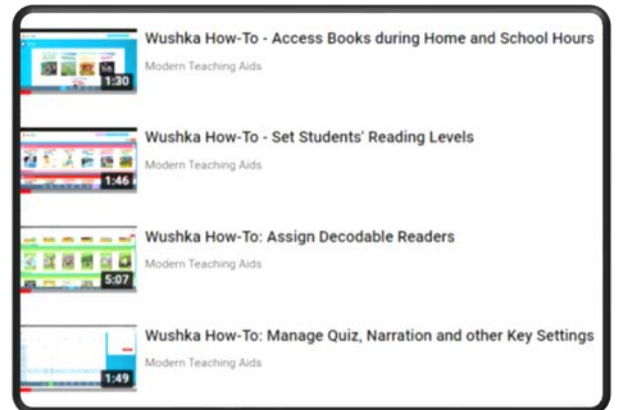 Wushka How-To - Access Books during Home and School Hours
Modern Teaching Aids
1:30
Wushka How-To - Set Students' Reading Levels
Modern Teaching Aids
1:46
Wushka How-To: Assign Decodable Readers
Modern Teaching Aids
5:07
Wushka How-To: Manage Quiz, Narration and other Key Settings
Modern Teaching Aids
1:49